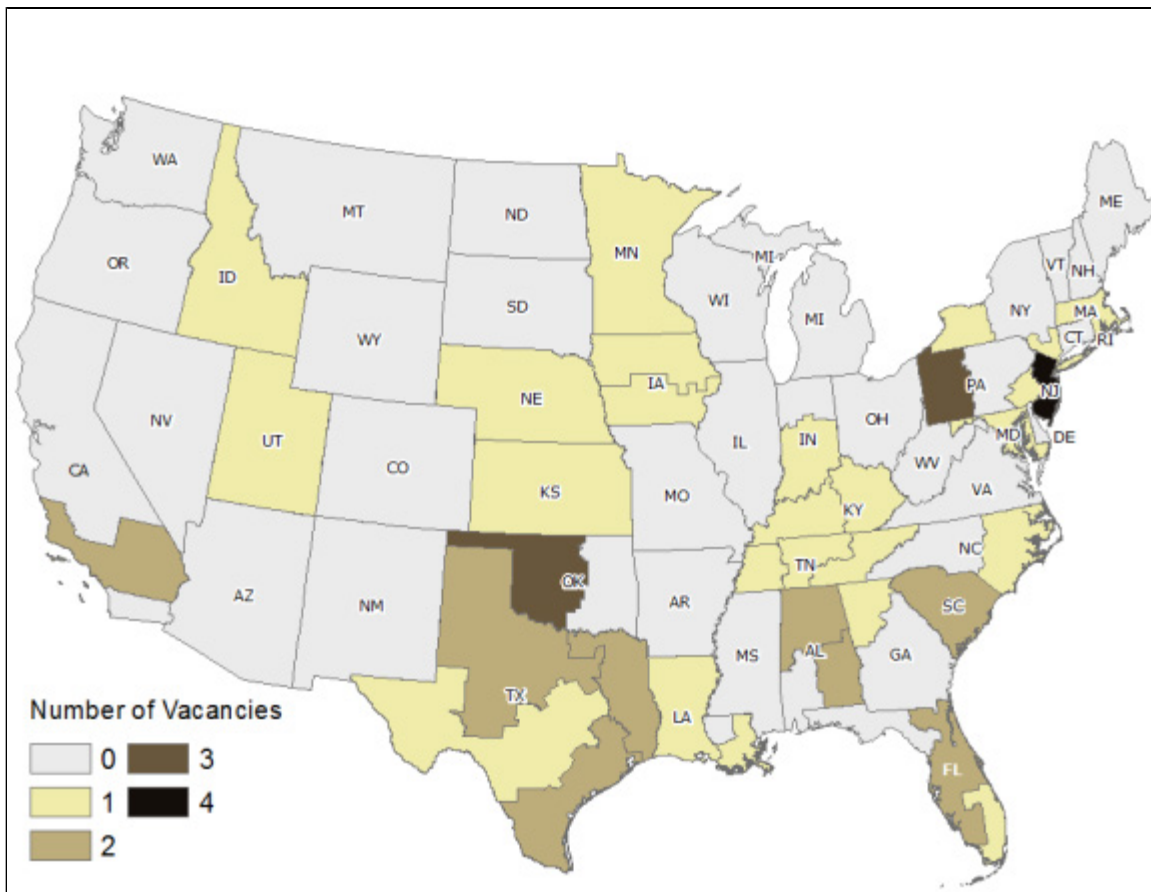 WA
MT
ND
MN
ME
OR
ID
SD
WI
MI
MI
VT
NH
NY
MA
CT
RI
WY
NE
IA
PA
NJ
NV
UT
CO
IL
IN
OH
MD
DE
WV
CA
KS
MO
KY
VA
AZ
NM
OK
AR
TN
NC
SC
MS
AL
GA
TX
LA
FL
Number of Vacancies
0 3
1 4
2